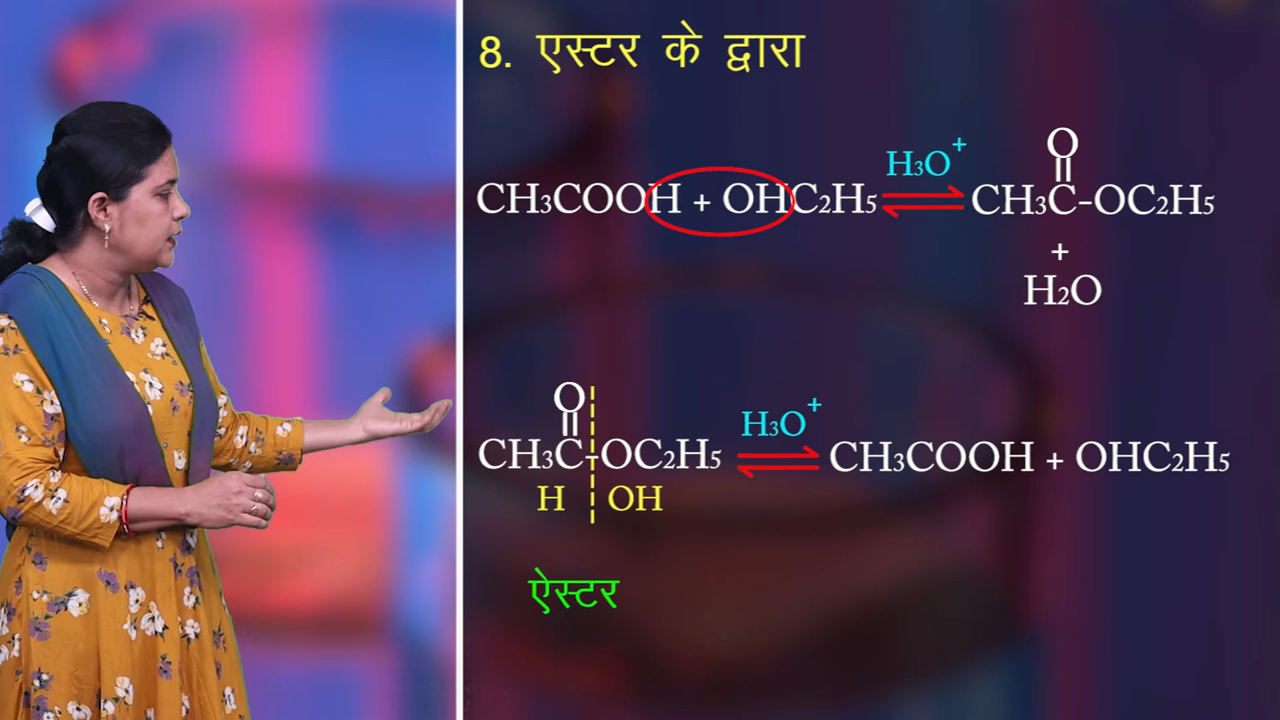 8. एस्टर के द्वारा
O
||
H₃O⁺
CH₃COOH + OHC₂H₅ ⇌ CH₃C-OC₂H₅
+
H₂O
O
||
H₃O⁺
CH₃C-OC₂H₅ ⇌ CH₃COOH + OHC₂H₅
H OH
ऐस्टर